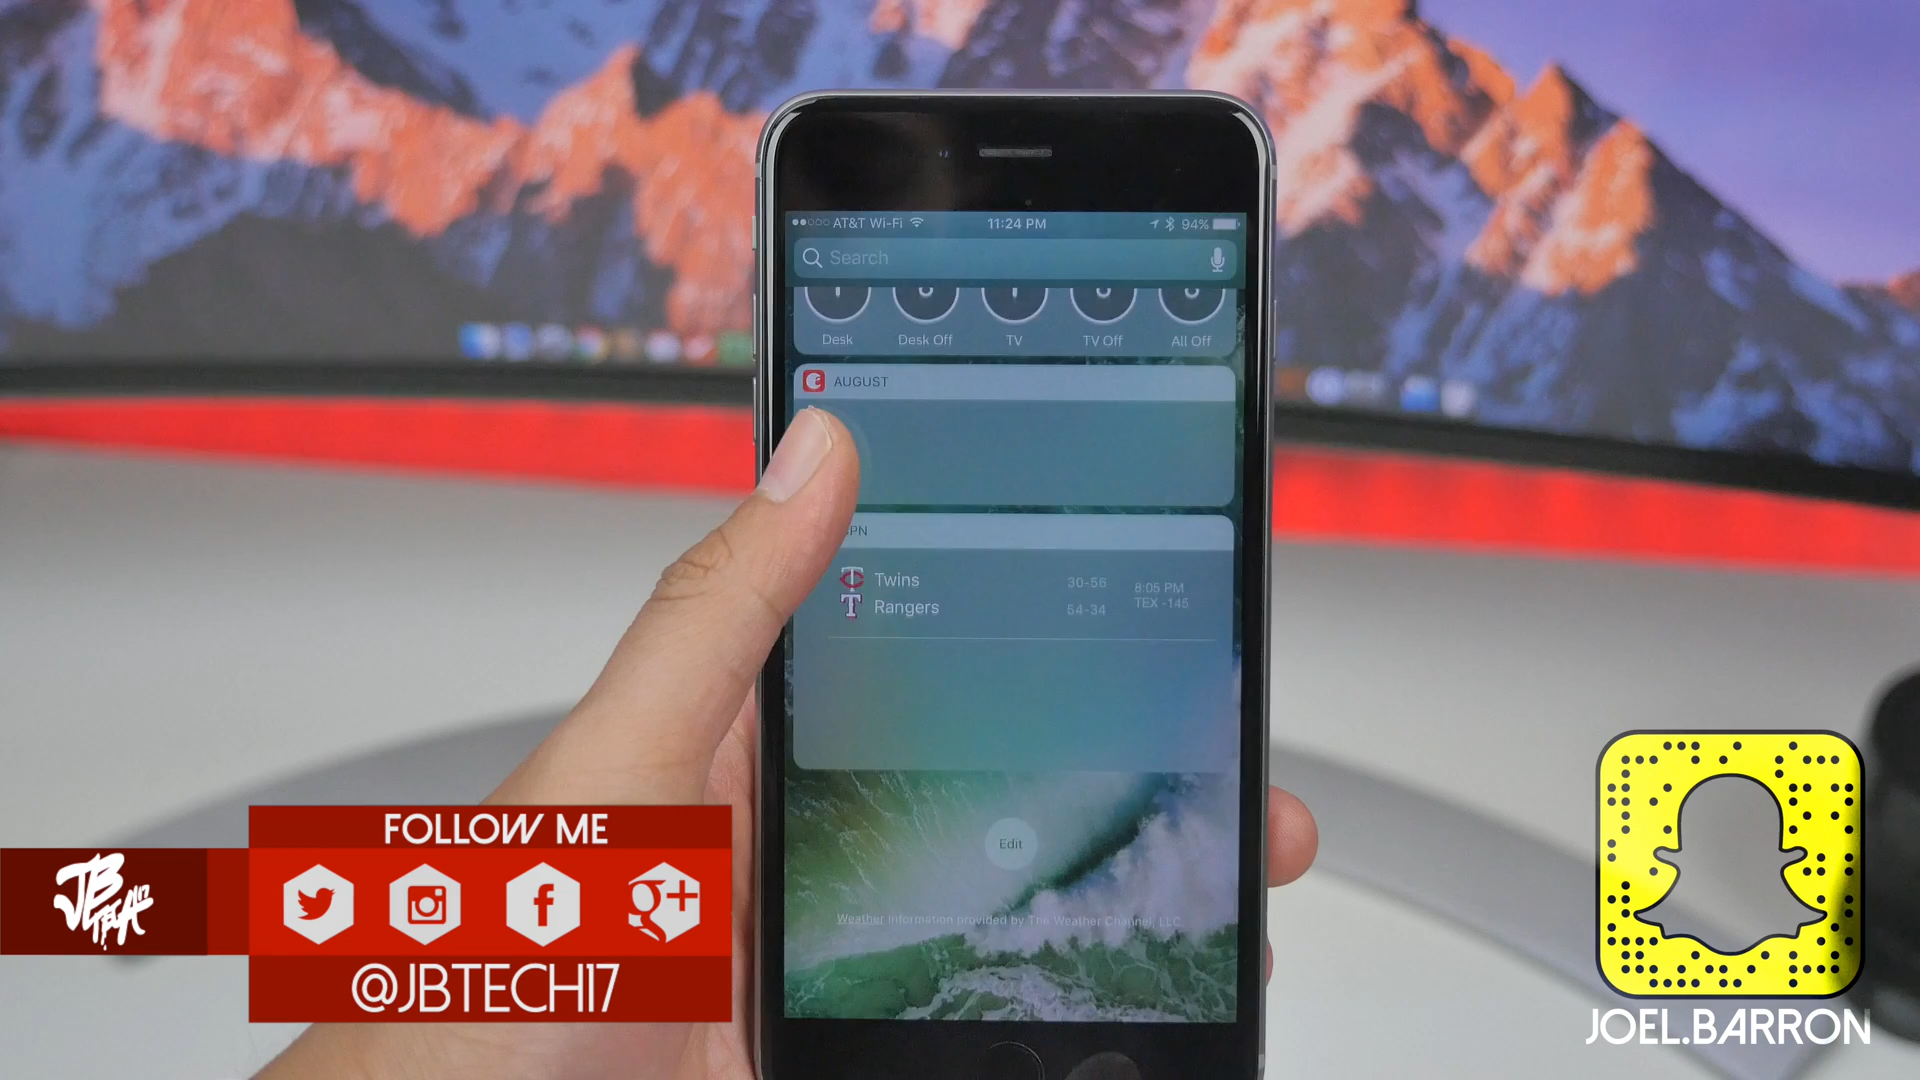 AT&T Wi-Fi 11:24 PM 94%
Search
Desk Desk Off TV TV Off All Off
AUGUST
PN
Twins 30-56 8:05 PM
Rangers 54-34 TEX -145
Edit
Weather information provided by The Weather Channel, LLC.
FOLLOW ME
JB
@JBTECH17
JOEL.BARRON